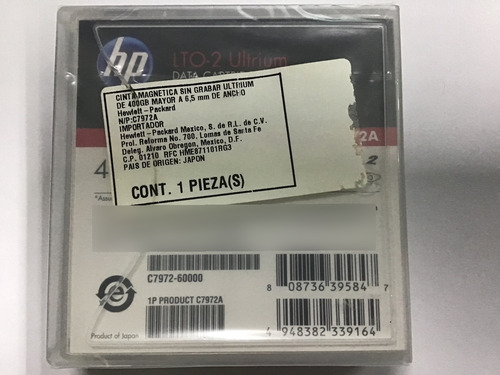 hp
LTO-2 Ultrium
DATA
CINTA MAGNETICA SIN GRABAR ULTRIUM
DE 400GB MAYOR A 6,5 mm DE ANCHO
Hewlett - Packard
N/P:C7972A
IMPORTADOR
Hewlett - Packard Mexico, S. de R.L. de C.V.
Prol. Reforma No. 700, Lomas de Santa Fe
Deleg. Alvaro Obregon, Mexico, D.F.
C.P. 01210 RFC HME871101RG3
PAIS DE ORIGEN: JAPON
CONT. 1 PIEZA(S)
72A
4
2
C7972-60000
8 08736 39584 7
1P PRODUCT C7972A
Product of Japan
4 948382 339164